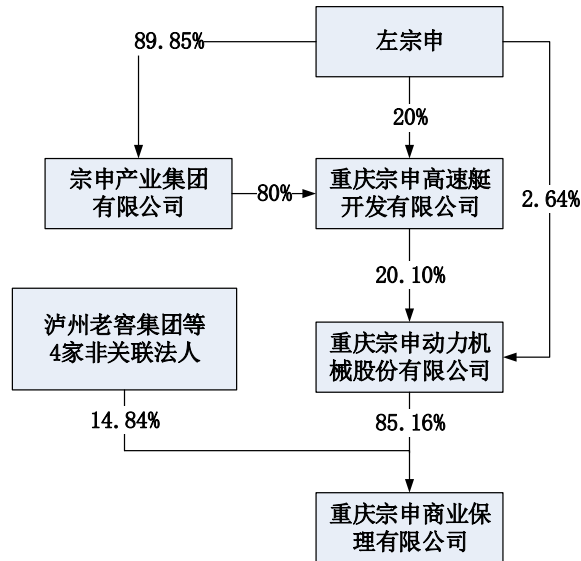 89.85%
左宗申
20%
宗申产业集团
有限公司
80%
重庆宗申高速艇
开发有限公司
2.64%
20.10%
泸州老窖集团等
4家非关联法人
重庆宗申动力机
械股份有限公司
14.84%
85.16%
重庆宗申商业保
理有限公司